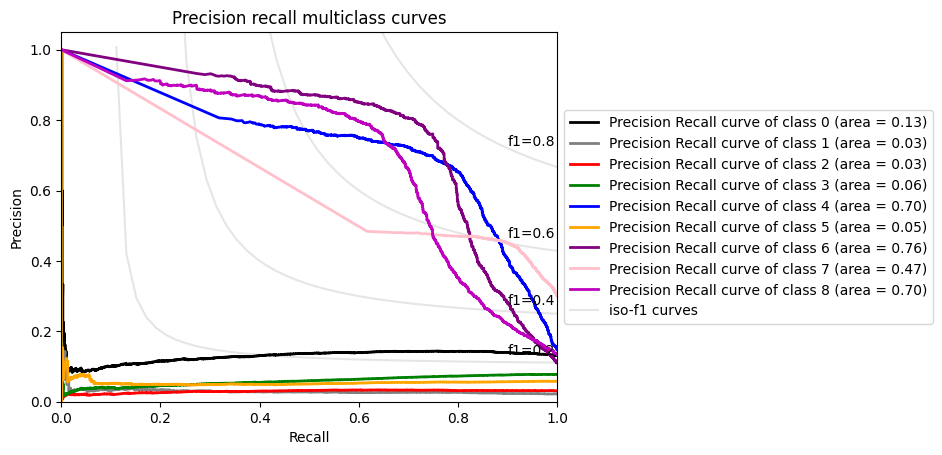 Precision recall multiclass curves
1.0
0.8
0.6
0.4
0.2
0.0
Precision
f1=0.8
f1=0.6
f1=0.4
f1=0.2
0.0 0.2 0.4 0.6 0.8 1.0
Recall
Precision Recall curve of class 0 (area = 0.13)
Precision Recall curve of class 1 (area = 0.03)
Precision Recall curve of class 2 (area = 0.03)
Precision Recall curve of class 3 (area = 0.06)
Precision Recall curve of class 4 (area = 0.70)
Precision Recall curve of class 5 (area = 0.05)
Precision Recall curve of class 6 (area = 0.76)
Precision Recall curve of class 7 (area = 0.47)
Precision Recall curve of class 8 (area = 0.70)
iso-f1 curves